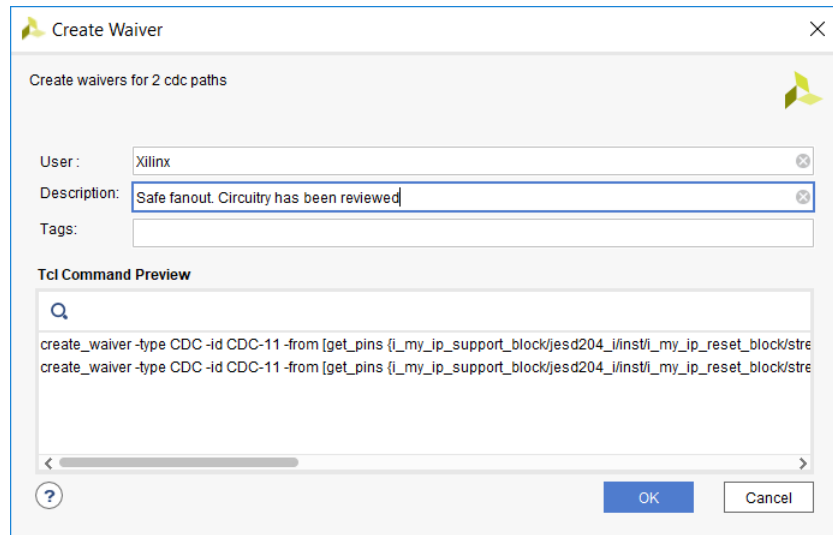 Create Waiver
Create waivers for 2 cdc paths
User :
Xilinx
Description:
Safe fanout. Circuitry has been reviewed
Tags:
Tcl Command Preview
create_waiver -type CDC -id CDC-11 -from [get_pins {i_my_ip_support_block/jesd204_i/inst/i_my_ip_reset_block/stre
create_waiver -type CDC -id CDC-11 -from [get_pins {i_my_ip_support_block/jesd204_i/inst/i_my_ip_reset_block/stre
?
OK
Cancel